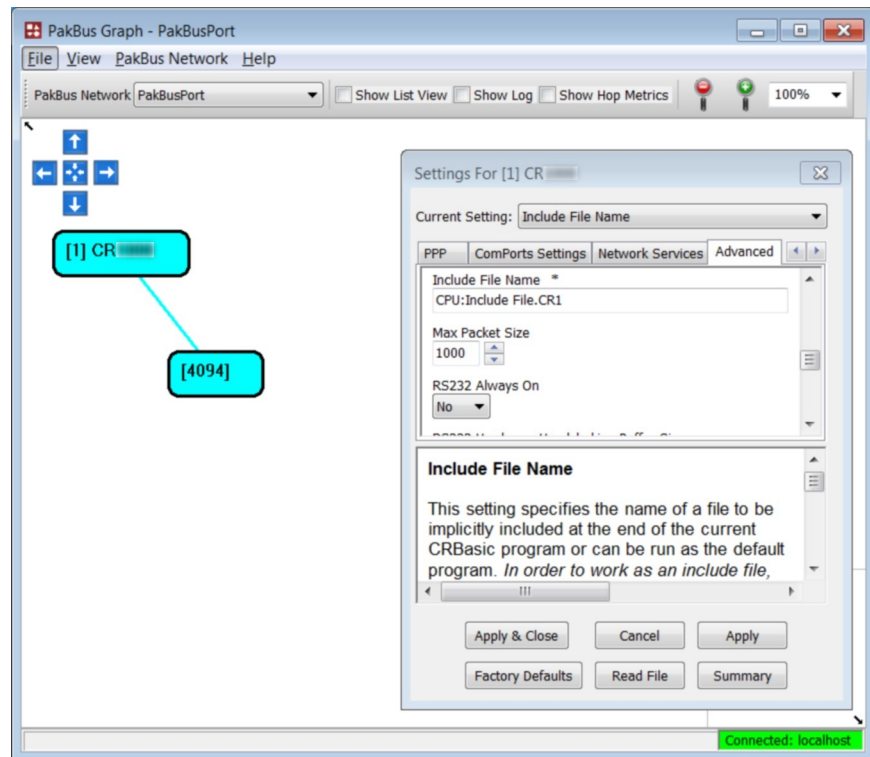 PakBus Graph - PakBusPort
File View PakBus Network Help
PakBus Network PakBusPort Show List View Show Log Show Hop Metrics 100%
Settings For [1] CR
Current Setting: Include File Name
[1] CR
PPP ComPorts Settings Network Services Advanced
Include File Name *
CPU:Include File.CR1
Max Packet Size
1000
[4094]
RS232 Always On
No
Include File Name
This setting specifies the name of a file to be
implicitly included at the end of the current
CRBasic program or can be run as the default
program. In order to work as an include file,
Apply & Close Cancel Apply
Factory Defaults Read File Summary
Connected: localhost